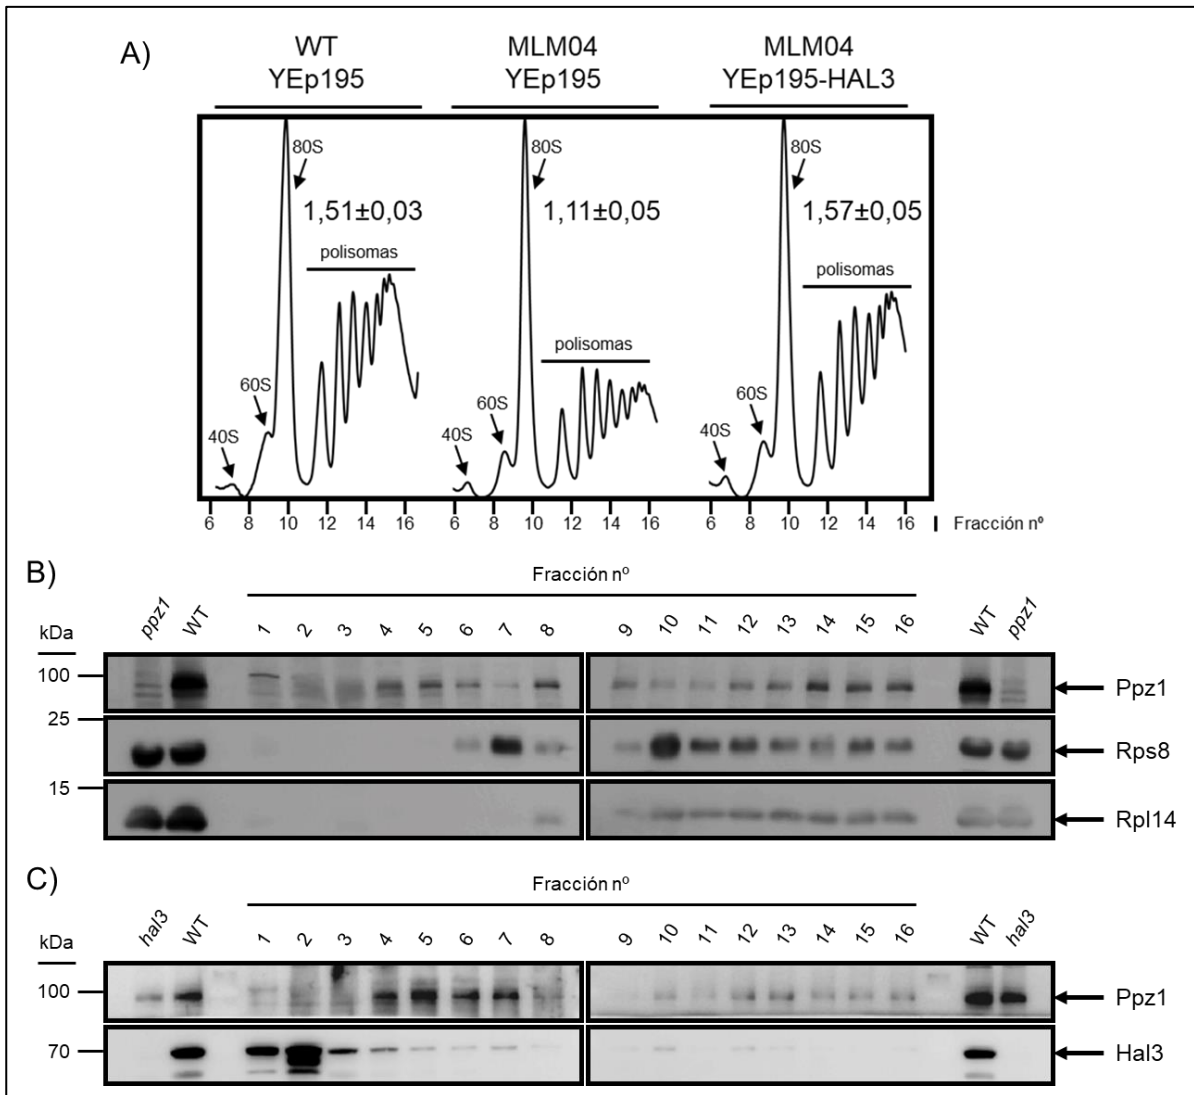 A)
WT
YEp195
MLM04
YEp195
MLM04
YEp195-HAL3
80S
80S
80S
1,51±0,03
1,11±0,05
1,57±0,05
polisomas
polisomas
polisomas
60S
60S
60S
40S
40S
40S
6 8 10 12 14 16 6 8 10 12 14 16 6 8 10 12 14 16 Fracción nº
B)
Fracción nº
kDa ppz1 WT 1 2 3 4 5 6 7 8 9 10 11 12 13 14 15 16 WT ppz1
100 Ppz1
25
Rps8
15
Rpl14
C)
Fracción nº
kDa hal3 WT 1 2 3 4 5 6 7 8 9 10 11 12 13 14 15 16 WT hal3
100 Ppz1
70 Hal3